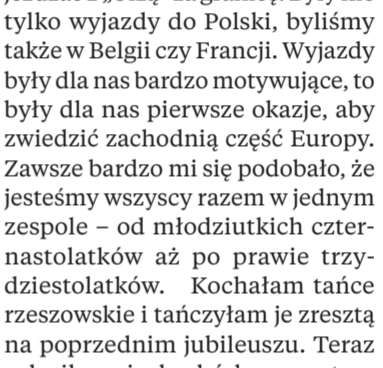 tylko wyjazdy do Polski, byliśmy
także w Belgii czy Francji. Wyjazdy
były dla nas bardzo motywujące, to
były dla nas pierwsze okazje, aby
zwiedzić zachodnią część Europy.
Zawsze bardzo mi się podobało, że
jesteśmy wszyscy razem w jednym
zespole – od młodziutkich czter-
nastolatków aż po prawie trzy-
dziestolatków. Kochałam tańce
rzeszowskie i tańczyłam je zresztą
na poprzednim jubileuszu. Teraz